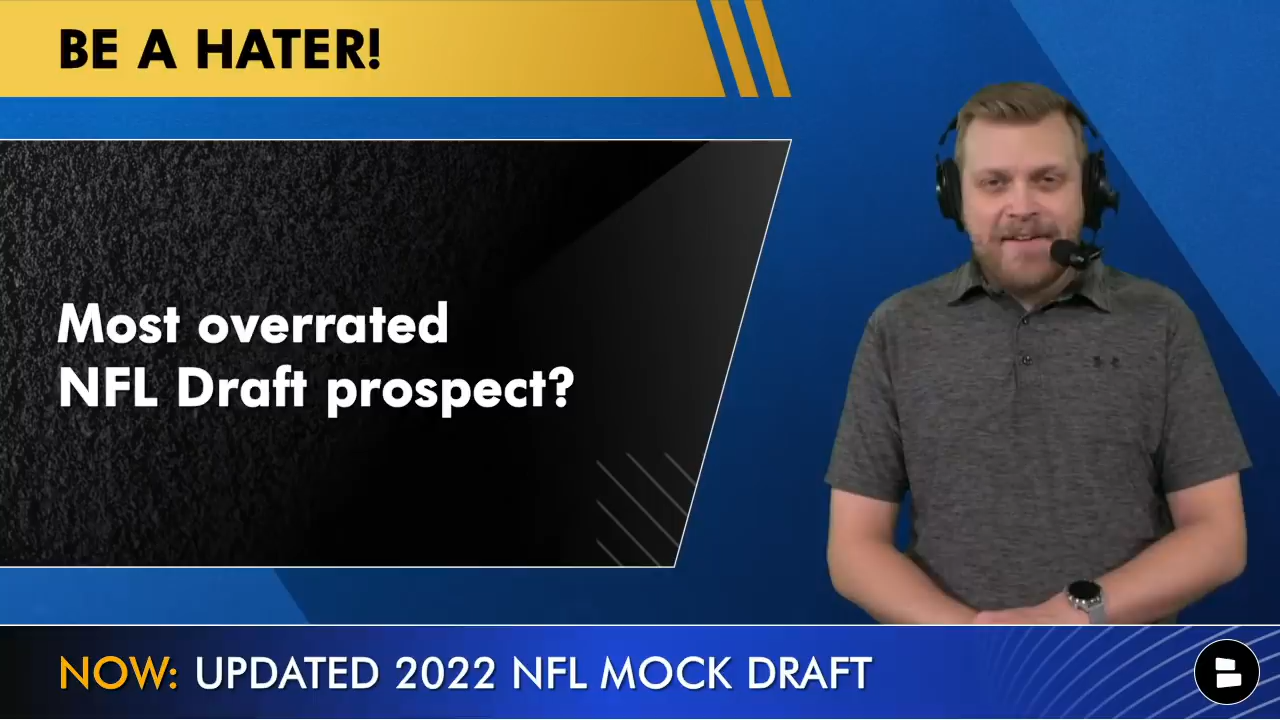 BE A HATER!
Most overrated
NFL Draft prospect?
NOW: UPDATED 2022 NFL MOCK DRAFT